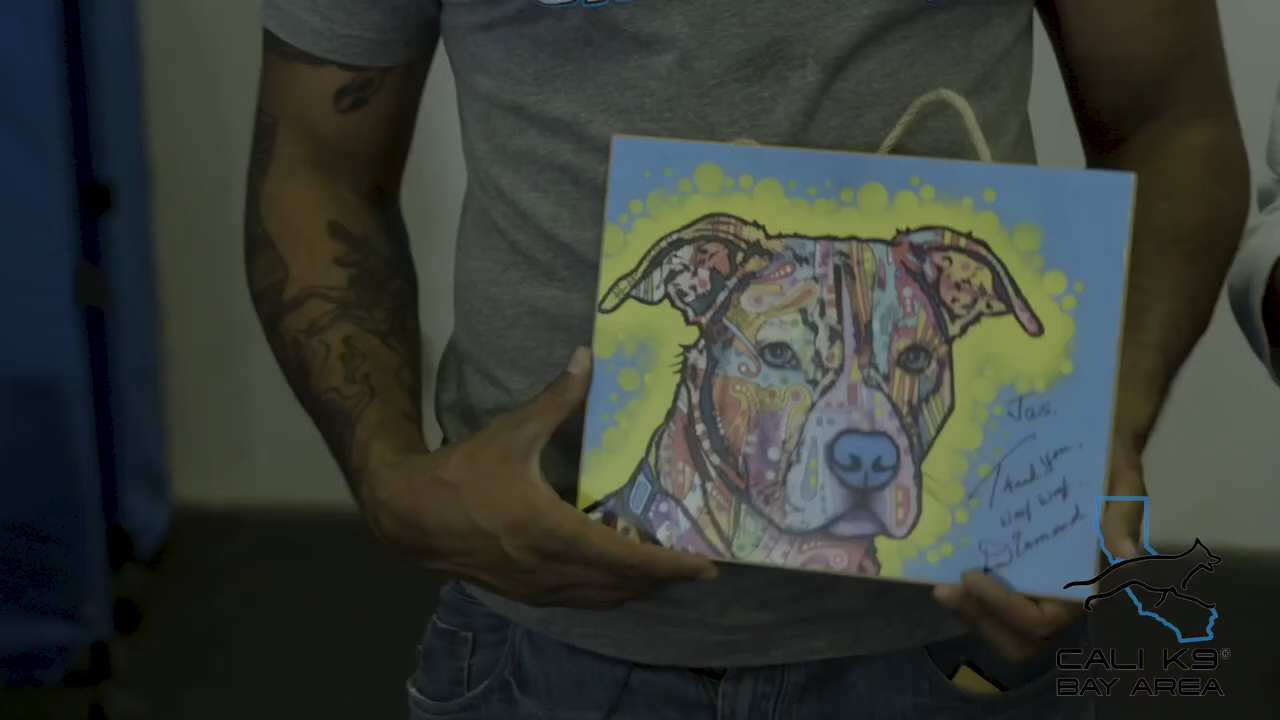 Jas.
Thank you.
Woof Woof.
Diamond
CALI K9®
BAY AREA